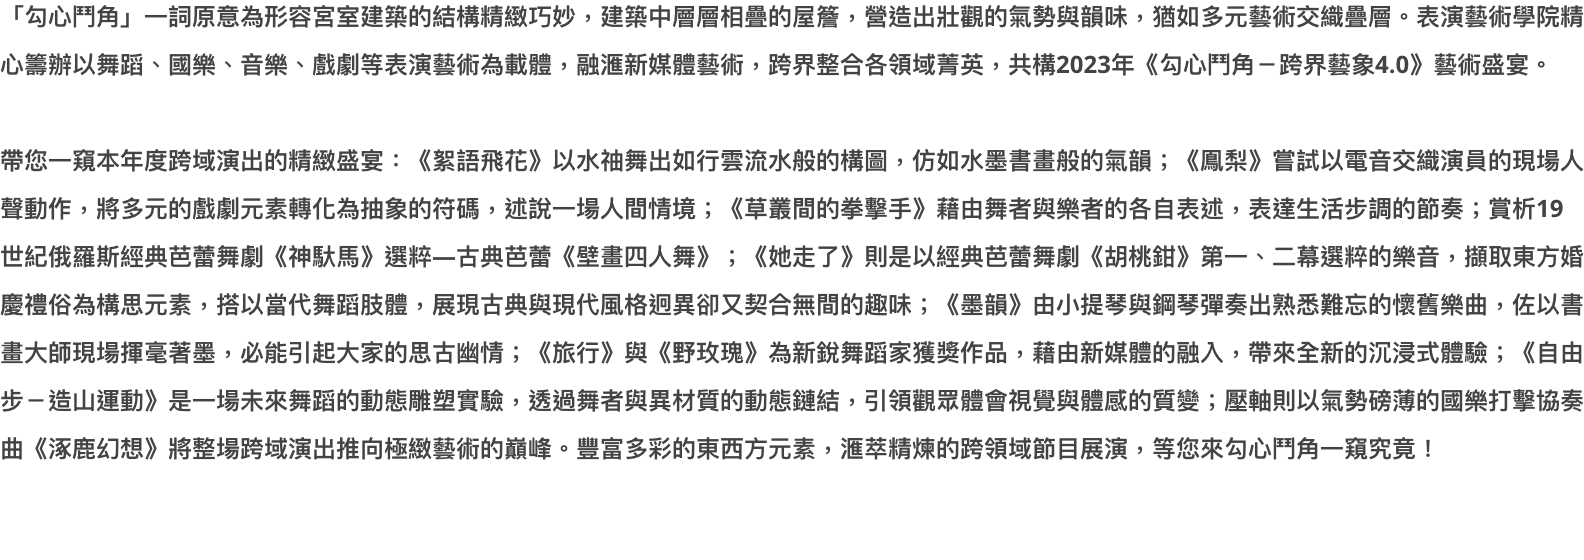 「勾心鬥角」一詞原意為形容宮室建築的結構精緻巧妙，建築中層層相疊的屋簷，營造出壯觀的氣勢與韻味，猶如多元藝術交織疊層。表演藝術學院精
心籌辦以舞蹈、國樂、音樂、戲劇等表演藝術為載體，融滙新媒體藝術，跨界整合各領域菁英，共構2023年《勾心鬥角－跨界藝象4.0》藝術盛宴。
帶您一窺本年度跨域演出的精緻盛宴：《絮語飛花》以水袖舞出如行雲流水般的構圖，仿如水墨書畫般的氣韻；《鳳梨》嘗試以電音交織演員的現場人
聲動作，將多元的戲劇元素轉化為抽象的符碼，述說一場人間情境；《草叢間的拳擊手》藉由舞者與樂者的各自表述，表達生活步調的節奏；賞析19
世紀俄羅斯經典芭蕾舞劇《神馱馬》選粹—古典芭蕾《壁畫四人舞》；《她走了》則是以經典芭蕾舞劇《胡桃鉗》第一、二幕選粹的樂音，擷取東方婚
慶禮俗為構思元素，搭以當代舞蹈肢體，展現古典與現代風格迥異卻又契合無間的趣味；《墨韻》由小提琴與鋼琴彈奏出熟悉難忘的懷舊樂曲，佐以書
畫大師現場揮毫著墨，必能引起大家的思古幽情；《旅行》與《野玫瑰》為新銳舞蹈家獲獎作品，藉由新媒體的融入，帶來全新的沉浸式體驗；《自由
步－造山運動》是一場未來舞蹈的動態雕塑實驗，透過舞者與異材質的動態鏈結，引領觀眾體會視覺與體感的質變；壓軸則以氣勢磅薄的國樂打擊協奏
曲《涿鹿幻想》將整場跨域演出推向極緻藝術的巔峰。豐富多彩的東西方元素，滙萃精煉的跨領域節目展演，等您來勾心鬥角一窺究竟！